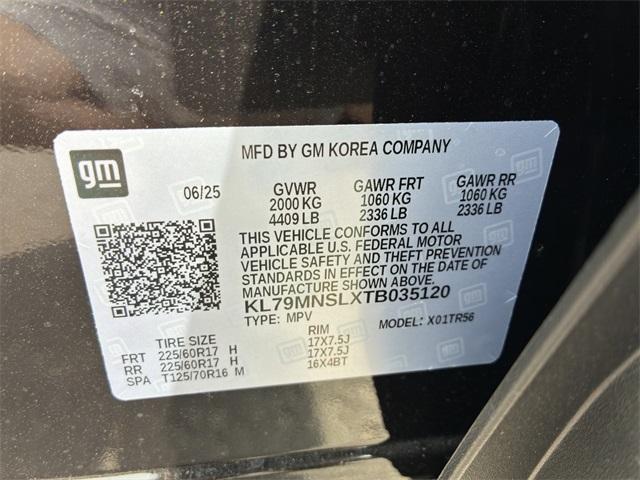 gm
MFD BY GM KOREA COMPANY
06/25 GVWR GAWR FRT GAWR RR
2000 KG 1060 KG 1060 KG
4409 LB 2336 LB 2336 LB
THIS VEHICLE CONFORMS TO ALL
APPLICABLE U.S. FEDERAL MOTOR
VEHICLE SAFETY AND THEFT PREVENTION
STANDARDS IN EFFECT ON THE DATE OF
MANUFACTURE SHOWN ABOVE.
KL79MNSLXTB035120
TYPE: MPV MODEL: X01TR56
TIRE SIZE RIM
FRT 225/60R17 H 17X7.5J
RR 225/60R17 H 17X7.5J
SPA T125/70R16 M 16X4BT